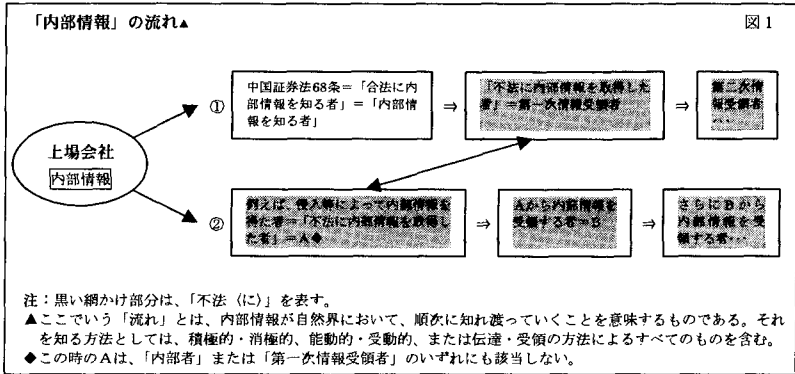 「内部情報」の流れ▲
図1
①
中国証券法68条=「合法に内
部情報を知る者」=「内部
情報を知る者」
⇒
「不法に内部情報を取得した
者」=第一次情報受領者
⇒
第二次情
報受領者
・・・
上場会社
内部情報
②
例えば、侵入等によって内部情報を
得た者=「不法に内部情報を取得し
た者」=A◆
⇒
Aから内部情報を
受領する者=B
⇒
さらにBから
内部情報を受
領する者・・・
注:黒い網かけ部分は、「不法〈に〉」を表す。
▲ここでいう「流れ」とは、内部情報が自然界において、順次に知れ渡っていくことを意味するものである。それ
を知る方法としては、積極的・消極的、能動的・受動的、または伝達・受領の方法によるすべてのものを含む。
◆この時のAは、「内部者」または「第一次情報受領者」のいずれにも該当しない。